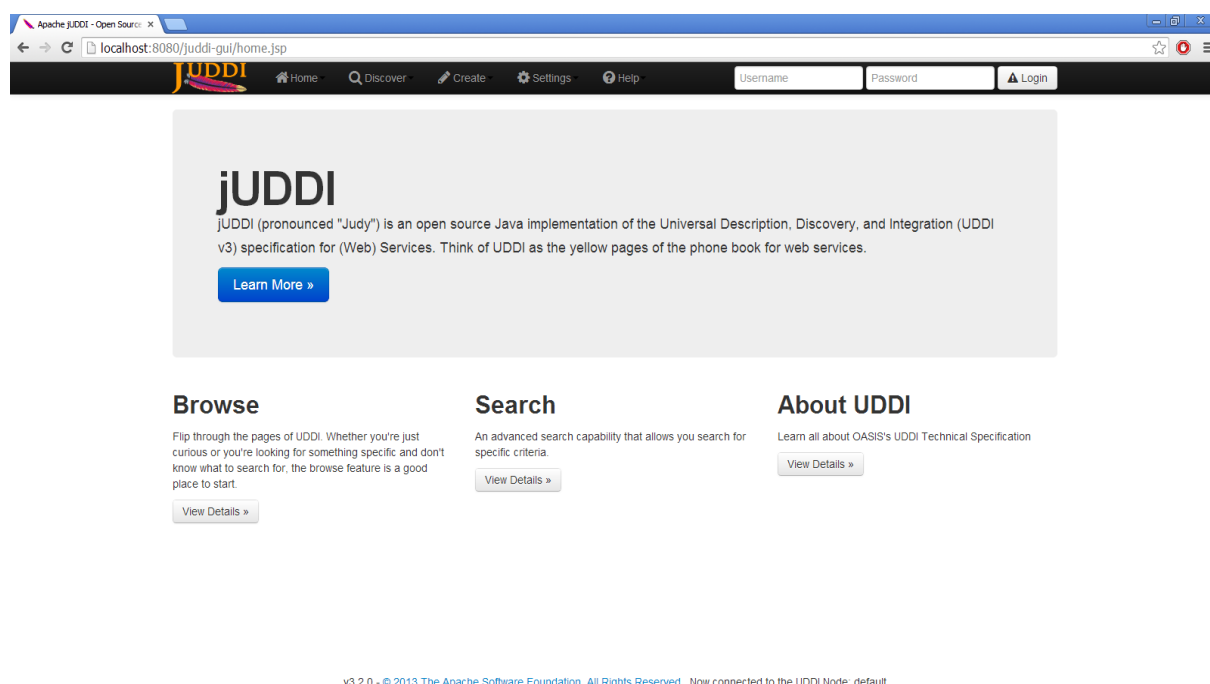 Apache jUDDI - Open Source
localhost:8080/juddi-gui/home.jsp
JUDDI Home Discover Create Settings Help Username Password Login
jUDDI
jUDDI (pronounced "Judy") is an open source Java implementation of the Universal Description, Discovery, and Integration (UDDI
v3) specification for (Web) Services. Think of UDDI as the yellow pages of the phone book for web services.
Learn More »
Browse
Flip through the pages of UDDI. Whether you're just
curious or you're looking for something specific and don't
know what to search for, the browse feature is a good
place to start.
View Details »
Search
An advanced search capability that allows you search for
specific criteria.
View Details »
About UDDI
Learn all about OASIS's UDDI Technical Specification
View Details »
v3.2.0 - © 2013 The Apache Software Foundation, All Rights Reserved. Now connected to the UDDI Node: default